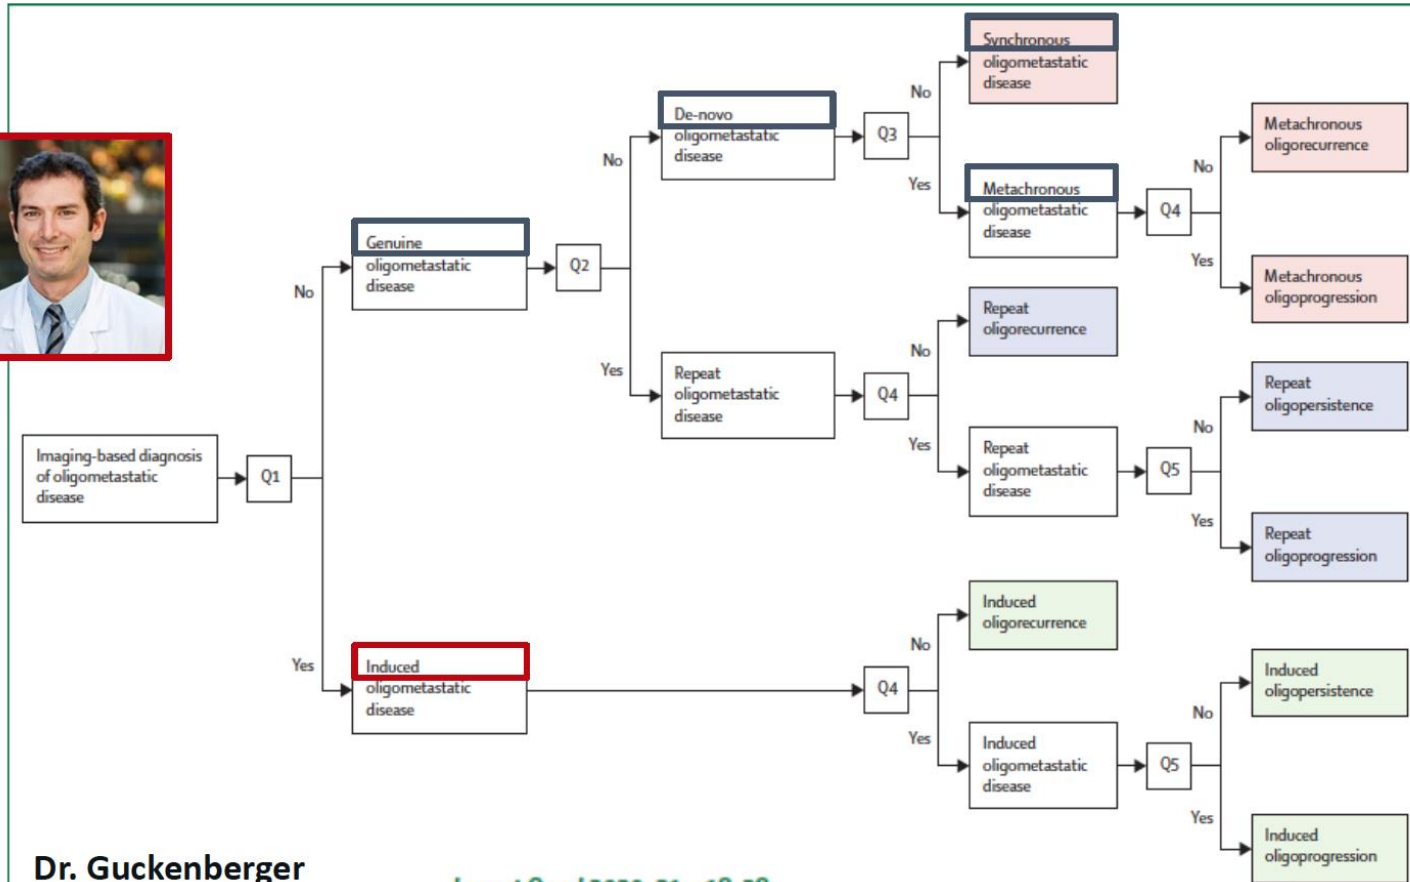 Synchronous
oligometastatic
disease
No
De-novo
oligometastatic
disease
Q3
Metachronous
oligorecurrence
No
No
Yes
Metachronous
oligometastatic
disease
Q4
Genuine
oligometastatic
disease
Q2
Yes
Metachronous
oligoprogression
No
Repeat
oligorecurrence
No
Yes
Repeat
oligometastatic
disease
Q4
Repeat
oligopersistence
No
Yes
Repeat
oligometastatic
disease
Q5
Imaging-based diagnosis
of oligometastatic
disease
Q1
Yes
Repeat
oligoprogression
Induced
oligorecurrence
No
Yes
Induced
oligometastatic
disease
Q4
Induced
oligopersistence
No
Yes
Induced
oligometastatic
disease
Q5
Yes
Induced
oligoprogression
Dr. Guckenberger